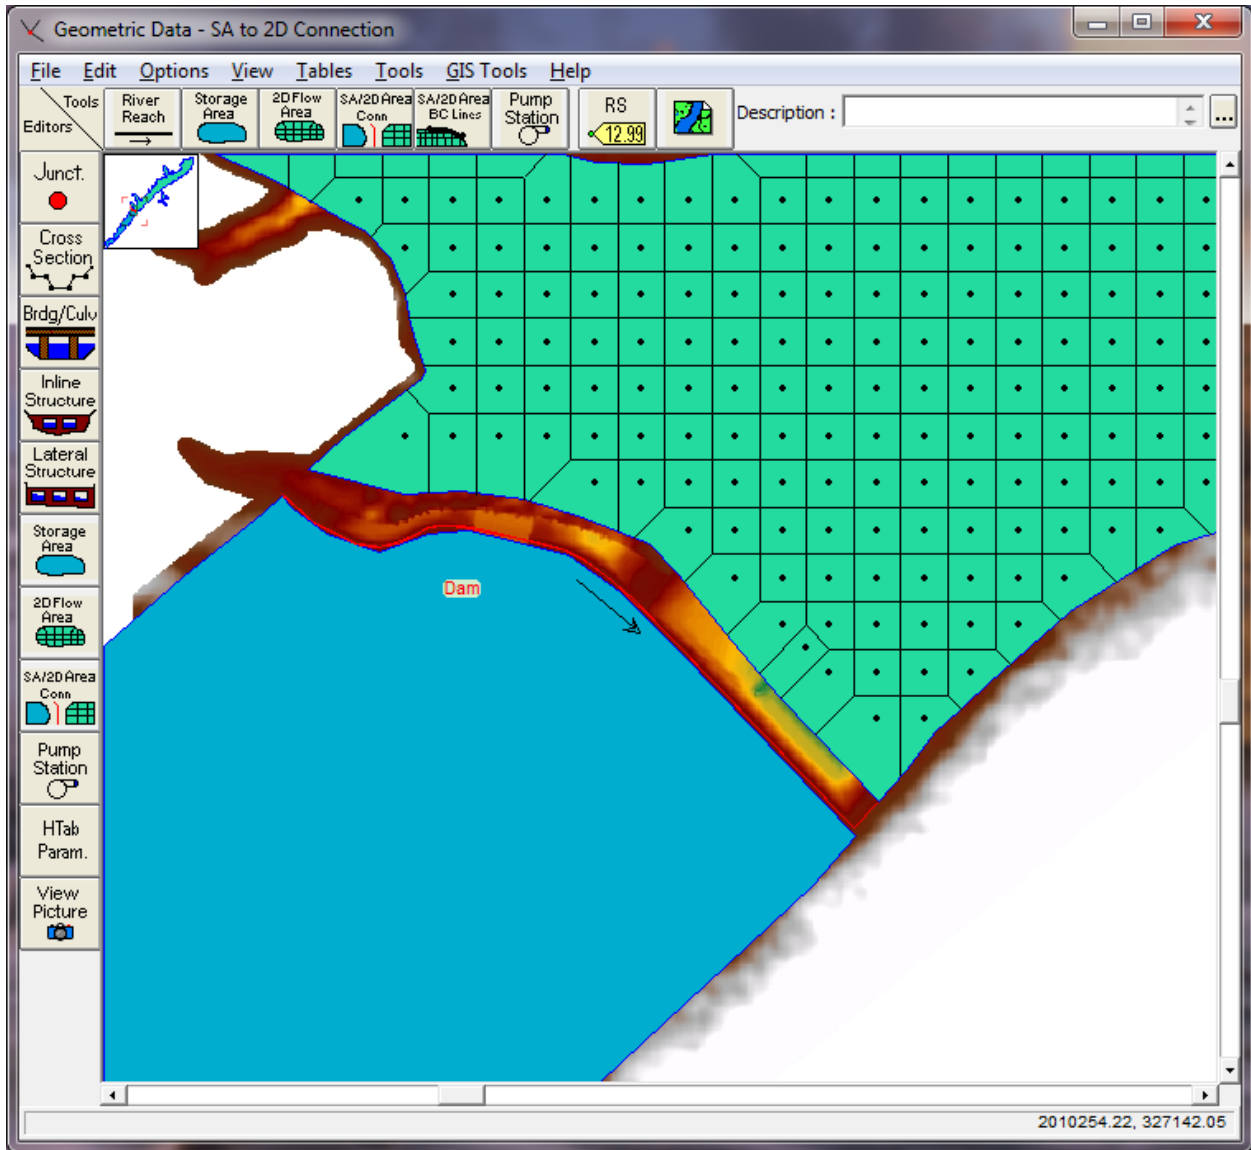 Geometric Data - SA to 2D Connection
File Edit Options View Tables Tools GIS Tools Help
Tools
Editors
River
Reach
Storage
Area
2D Flow
Area
SA/2D Area
Conn
SA/2D Area
BC Lines
Pump
Station
RS
12.99
Description :
...
Junct.
Cross
Section
Brdg/Culv
Inline
Structure
Lateral
Structure
Storage
Area
2D Flow
Area
SA/2D Area
Conn
Pump
Station
HTab
Param.
View
Picture
Dam
2010254.22, 327142.05